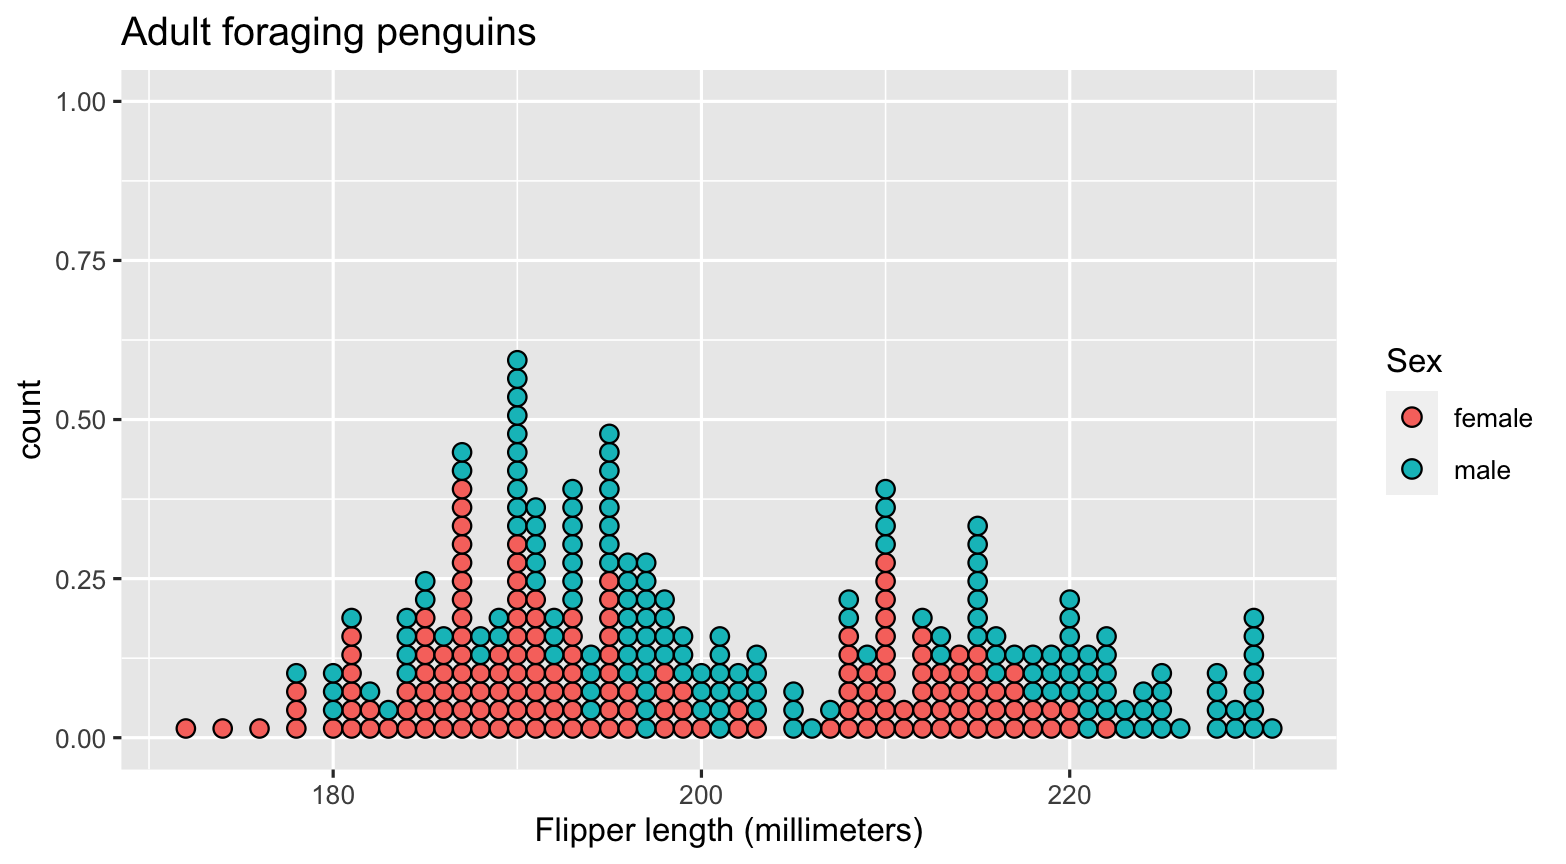 Adult foraging penguins
1.00
0.75
0.50
0.25
0.00
count
180
200
220
Flipper length (millimeters)
Sex
female
male